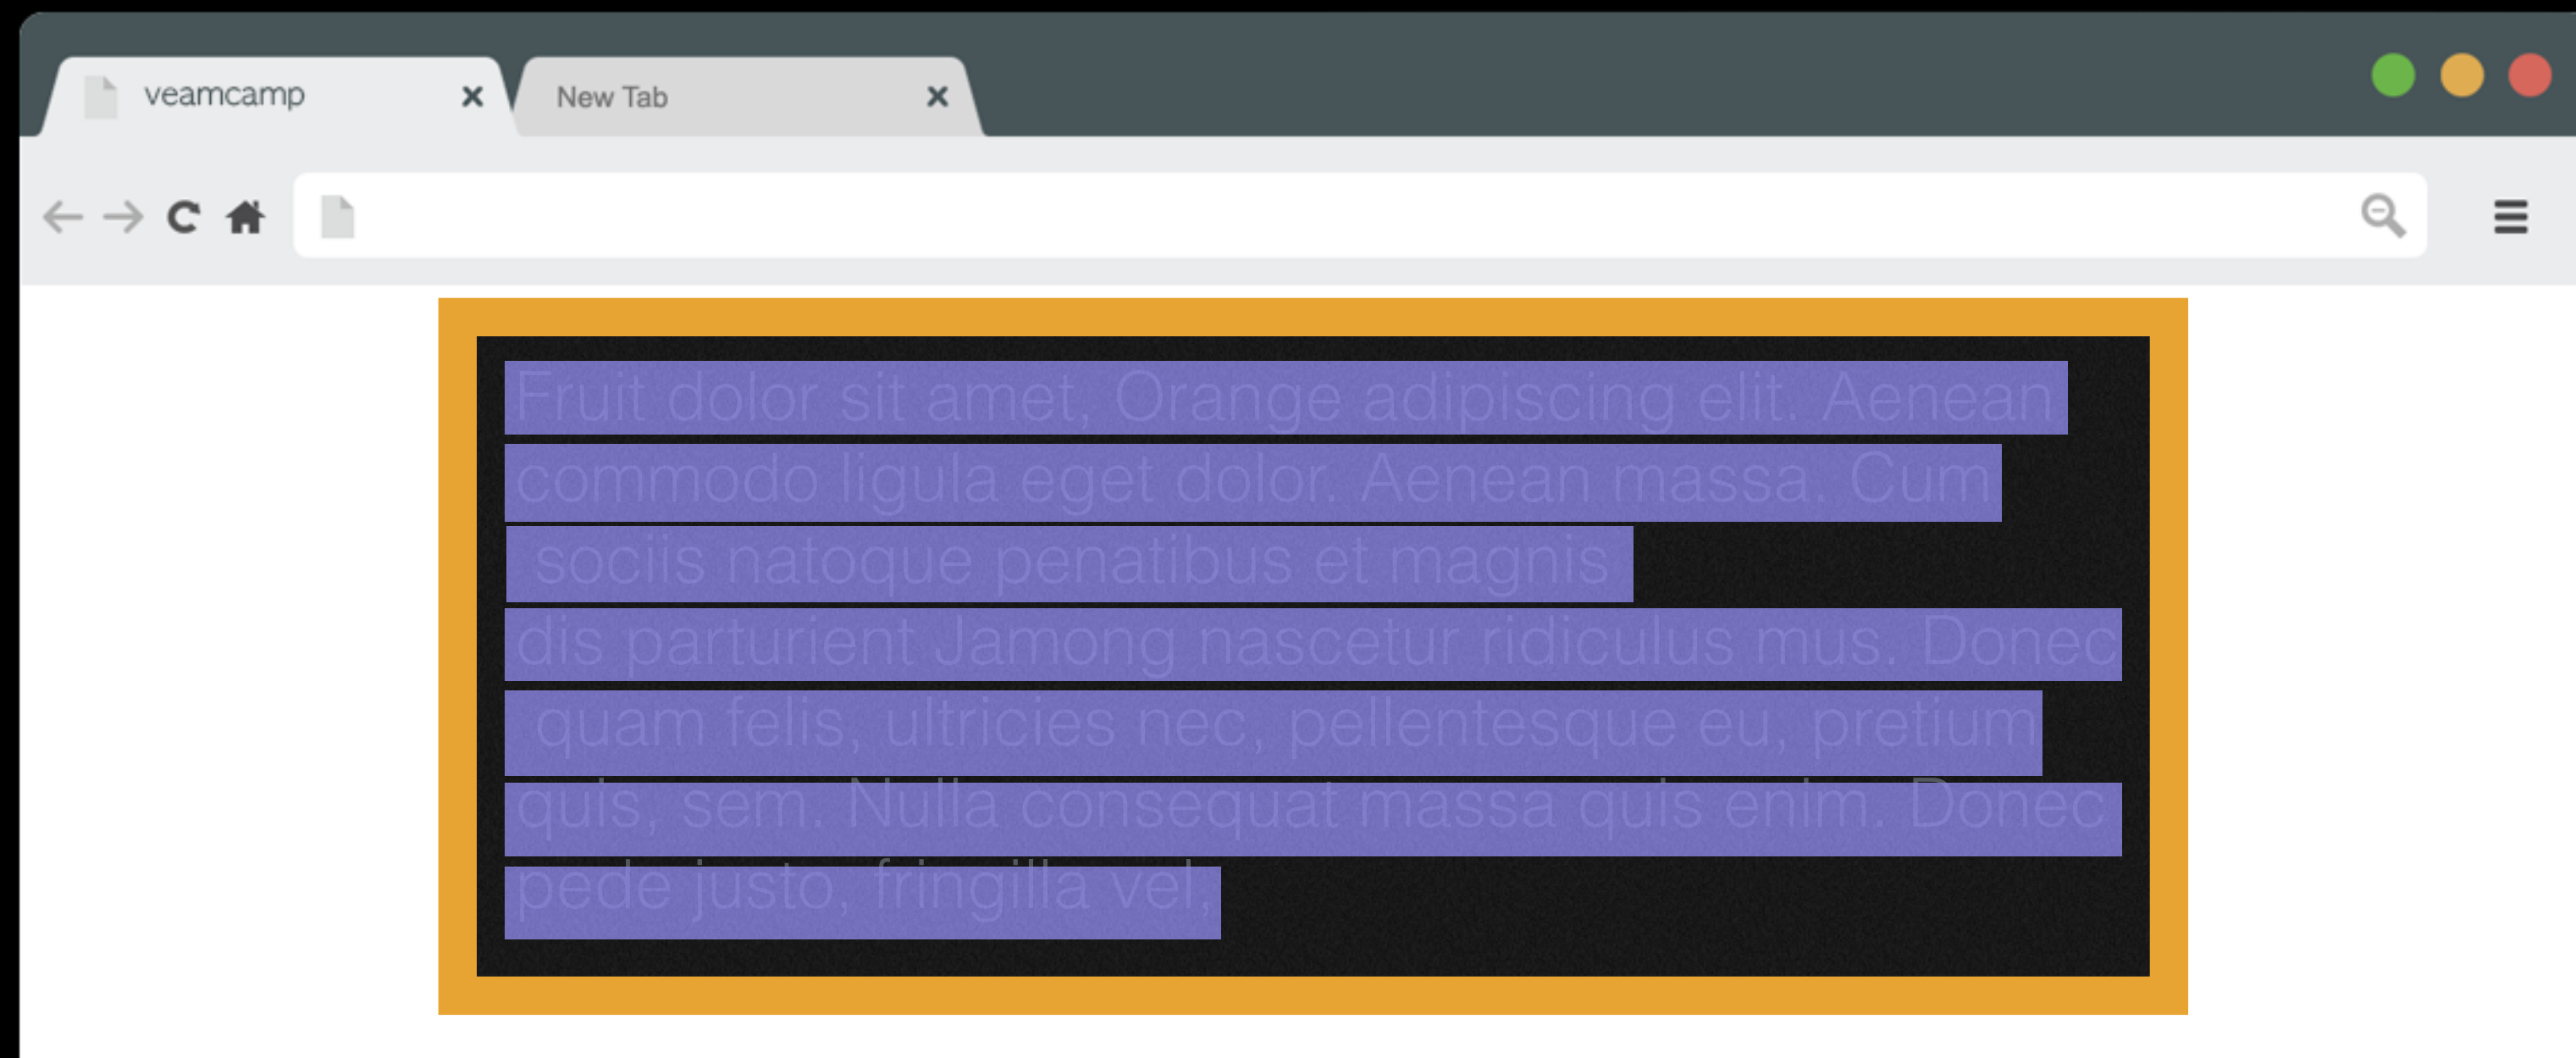 veamcamp
New Tab
Fruit dolor sit amet, Orange adipiscing elit. Aenean
commodo ligula eget dolor. Aenean massa. Cum
sociis natoque penatibus et magnis
dis parturient Jamong nascetur ridiculus mus. Donec
quam felis, ultricies nec, pellentesque eu, pretium
quis, sem. Nulla consequat massa quis enim. Donec
pede justo, fringilla vel,